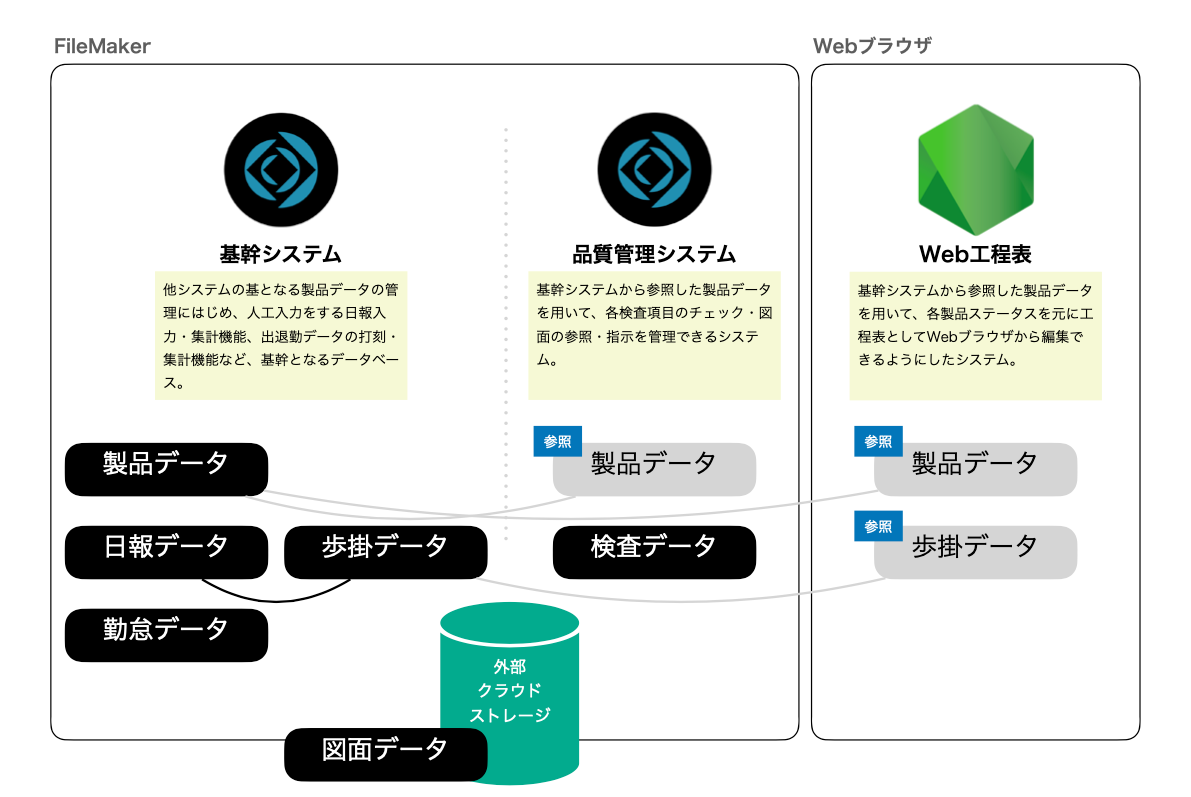 FileMaker
Webブラウザ
基幹システム
他システムの基となる製品データの管
理にはじめ、人工入力をする日報入
力・集計機能、出退勤データの打刻・
集計機能など、基幹となるデータベー
ス。
品質管理システム
基幹システムから参照した製品データ
を用いて、各検査項目のチェック・図
面の参照・指示を管理できるシステ
ム。
Web工程表
基幹システムから参照した製品データ
を用いて、各製品ステータスを元に工
程表としてWebブラウザから編集で
きるようにしたシステム。
製品データ
参照
製品データ
参照
製品データ
日報データ
歩掛データ
検査データ
参照
歩掛データ
勤怠データ
外部
クラウド
ストレージ
図面データ